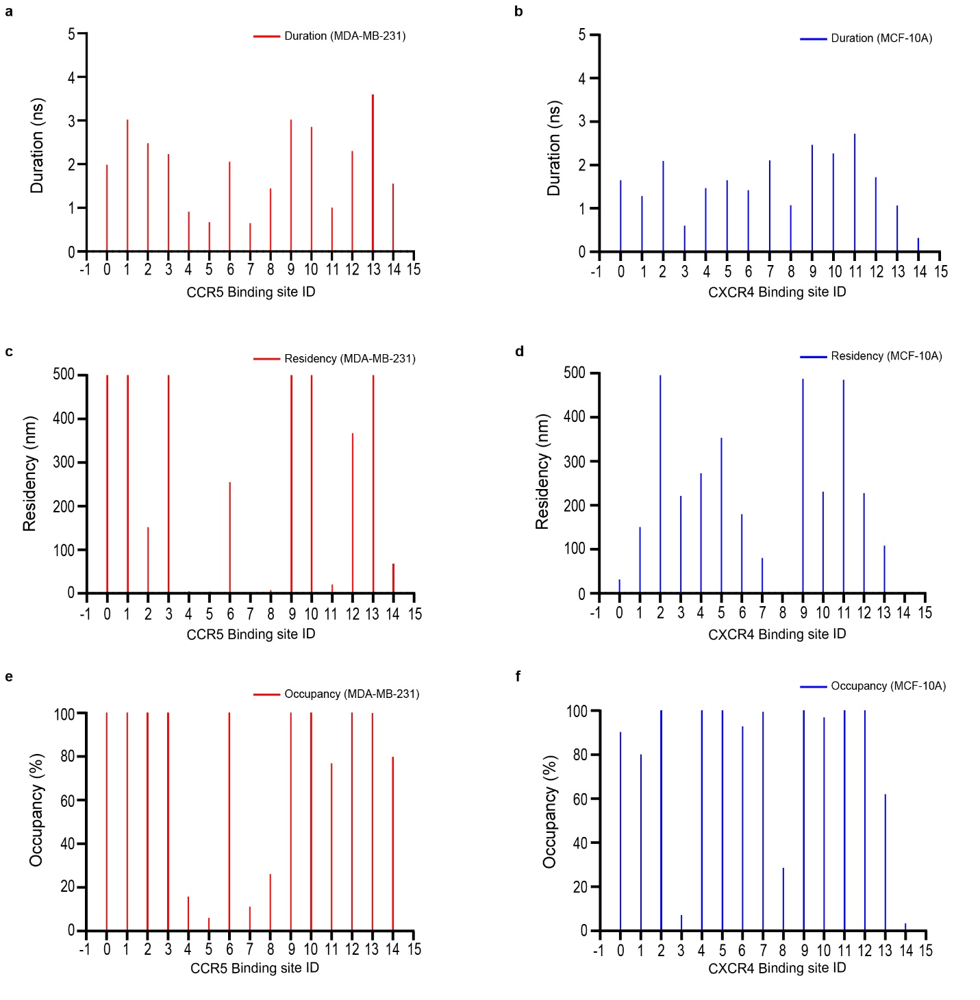 a
Duration (MDA-MB-231)
5
4
3
2
1
0
Duration (ns)
-1 0 1 2 3 4 5 6 7 8 9 10 11 12 13 14 15
CCR5 Binding site ID
b
Duration (MCF-10A)
5
4
3
2
1
0
Duration (ns)
-1 0 1 2 3 4 5 6 7 8 9 10 11 12 13 14 15
CXCR4 Binding site ID
c
Residency (MDA-MB-231)
500
400
300
200
100
0
Residency (nm)
-1 0 1 2 3 4 5 6 7 8 9 10 11 12 13 14 15
CCR5 Binding site ID
d
Residency (MCF-10A)
500
400
300
200
100
0
Residency (nm)
-1 0 1 2 3 4 5 6 7 8 9 10 11 12 13 14 15
CXCR4 Binding site ID
e
Occupancy (MDA-MB-231)
100
80
60
40
20
0
Occupancy (%)
-1 0 1 2 3 4 5 6 7 8 9 10 11 12 13 14 15
CCR5 Binding site ID
f
Occupancy (MCF-10A)
100
80
60
40
20
0
Occupancy (%)
-1 0 1 2 3 4 5 6 7 8 9 10 11 12 13 14 15
CXCR4 Binding site ID